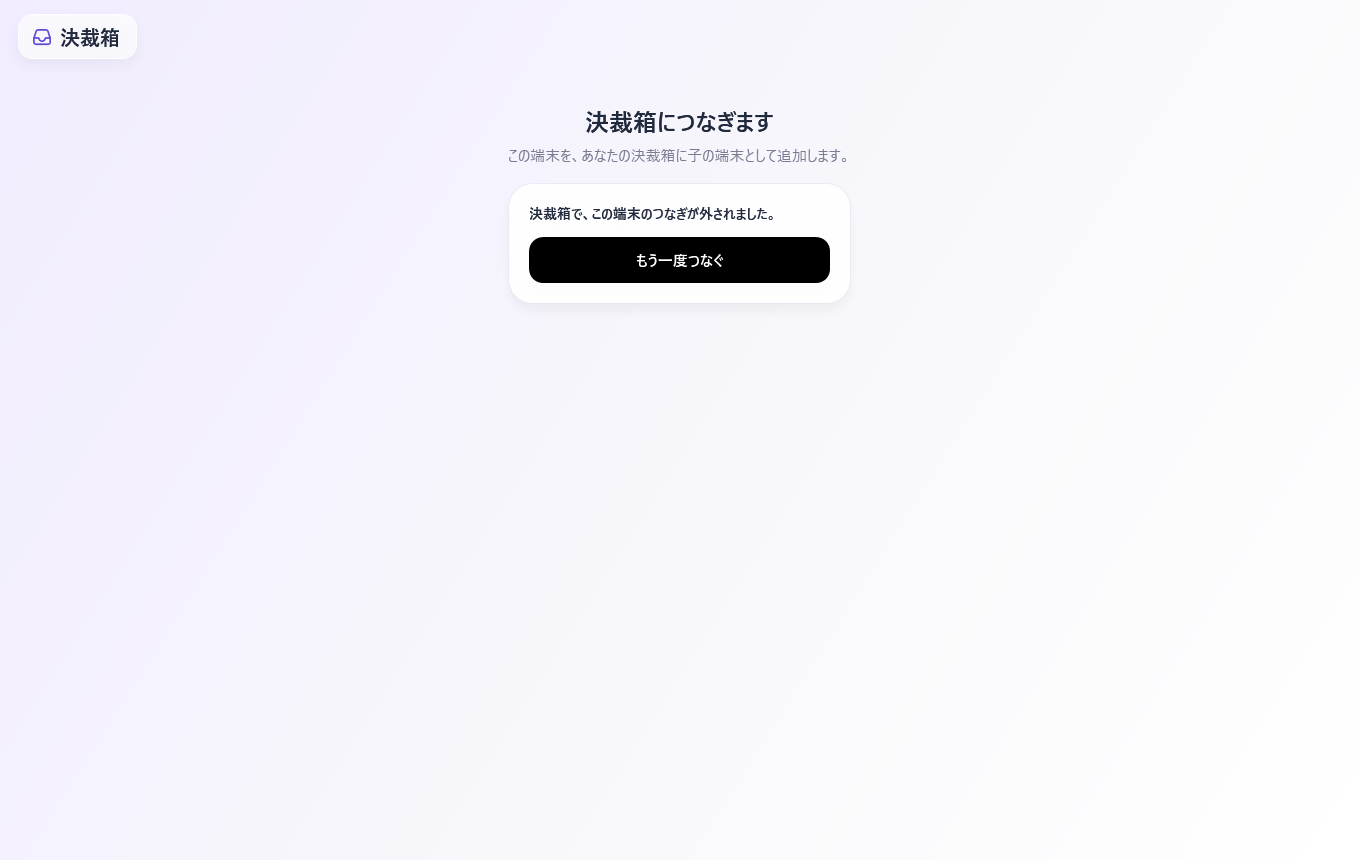 決裁箱
決裁箱につなぎます
この端末を、あなたの決裁箱に子の端末として追加します。
決裁箱で、この端末のつなぎが外されました。
もう一度つなぐ